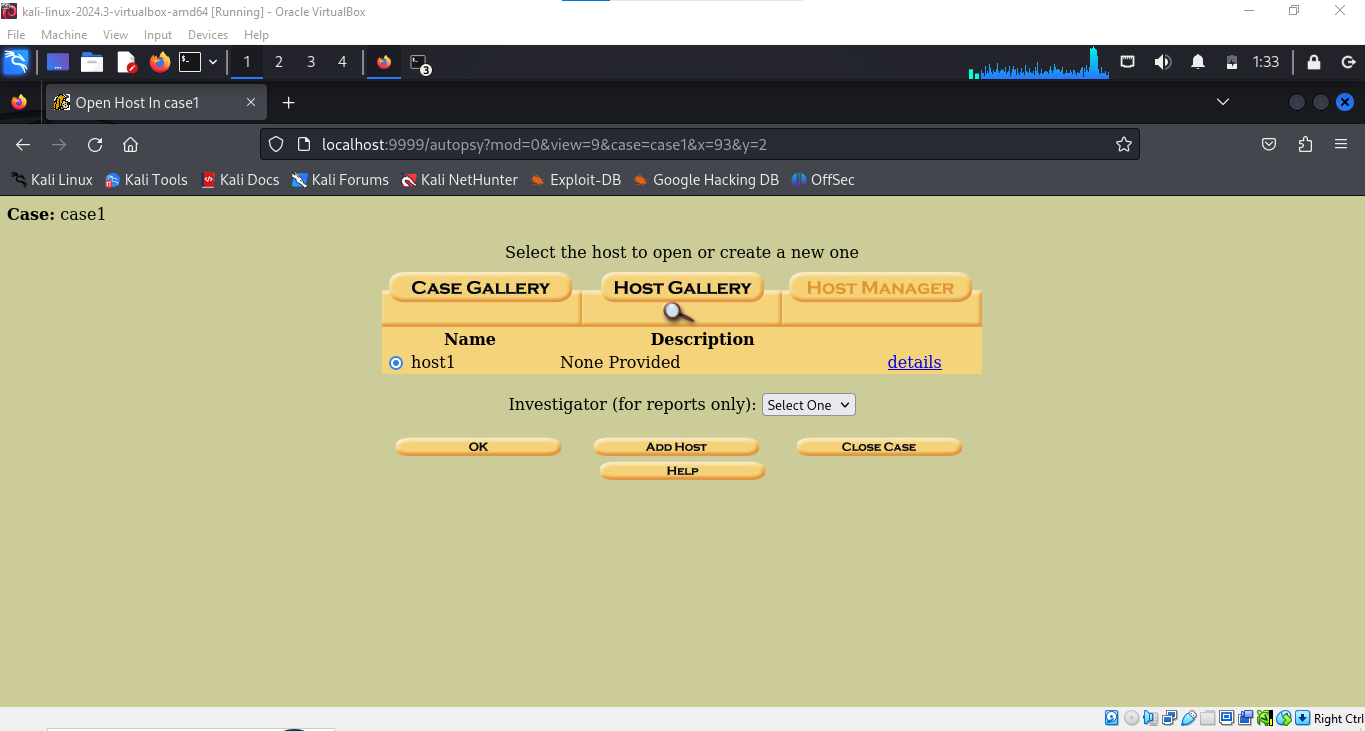 kali-linux-2024.3-virtualbox-amd64 [Running] - Oracle VirtualBox
File Machine View Input Devices Help
1 2 3 4 3 1:33
Open Host In case1
localhost:9999/autopsy?mod=0&view=9&case=case1&x=93&y=2
Kali Linux Kali Tools Kali Docs Kali Forums Kali NetHunter Exploit-DB Google Hacking DB OffSec
Case: case1
Select the host to open or create a new one
CASE GALLERY HOST GALLERY HOST MANAGER
Name Description
host1 None Provided details
Investigator (for reports only): Select One
OK ADD HOST CLOSE CASE
HELP
Right Ctrl